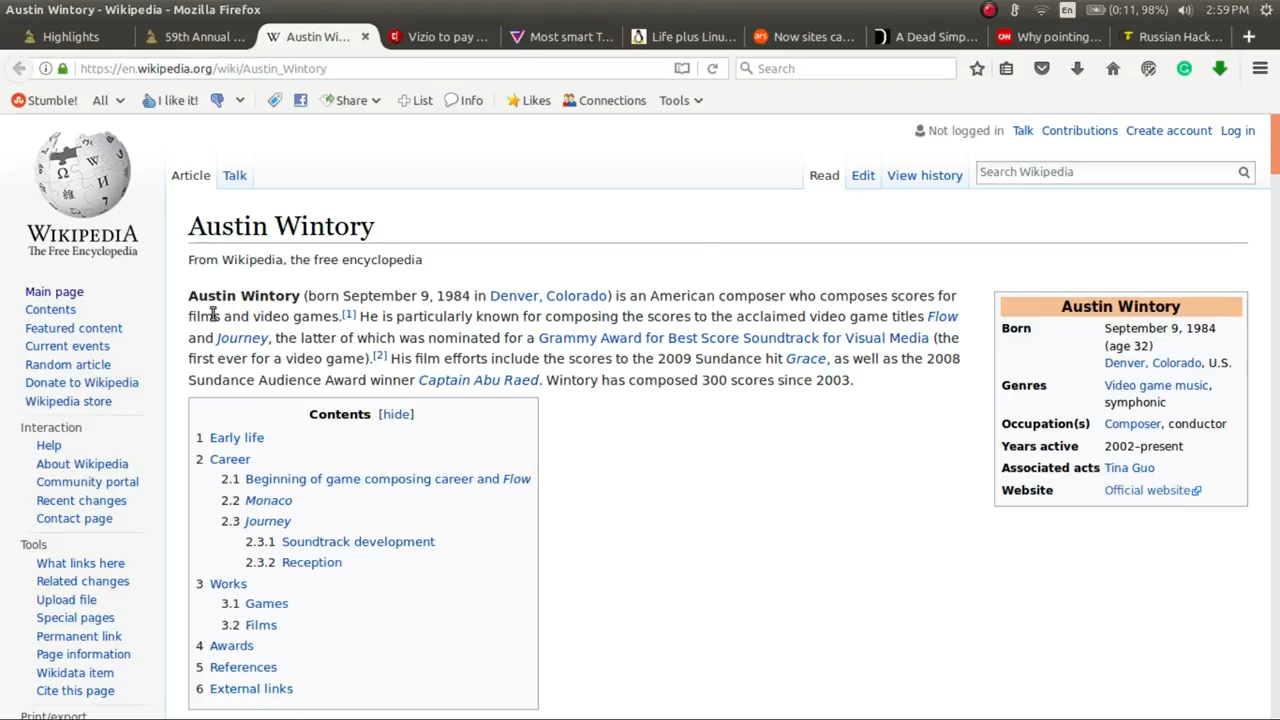 Austin Wintory - Wikipedia - Mozilla Firefox
En (0:11, 98%) 2:59PM
Highlights 59th Annual ... Austin Wi... Vizio to pay ... Most smart T... Life plus Linu... Now sites ca... A Dead Simp... Why pointing... Russian Hack...
https://en.wikipedia.org/wiki/Austin_Wintory Search
Stumble! All I like it! Share List Info Likes Connections Tools
Not logged in Talk Contributions Create account Log in
Article Talk Read Edit View history Search Wikipedia
WIKIPEDIA
The Free Encyclopedia
Main page
Contents
Featured content
Current events
Random article
Donate to Wikipedia
Wikipedia store
Interaction
Help
About Wikipedia
Community portal
Recent changes
Contact page
Tools
What links here
Related changes
Upload file
Special pages
Permanent link
Page information
Wikidata item
Cite this page
Print/export
Austin Wintory
From Wikipedia, the free encyclopedia
Austin Wintory (born September 9, 1984 in Denver, Colorado) is an American composer who composes scores for
films and video games.[1] He is particularly known for composing the scores to the acclaimed video game titles Flow
and Journey, the latter of which was nominated for a Grammy Award for Best Score Soundtrack for Visual Media (the
first ever for a video game).[2] His film efforts include the scores to the 2009 Sundance hit Grace, as well as the 2008
Sundance Audience Award winner Captain Abu Raed. Wintory has composed 300 scores since 2003.
Contents [hide]
1 Early life
2 Career
2.1 Beginning of game composing career and Flow
2.2 Monaco
2.3 Journey
2.3.1 Soundtrack development
2.3.2 Reception
3 Works
3.1 Games
3.2 Films
4 Awards
5 References
6 External links
Austin Wintory
Born September 9, 1984
(age 32)
Denver, Colorado, U.S.
Genres Video game music,
symphonic
Occupation(s) Composer, conductor
Years active 2002–present
Associated acts Tina Guo
Website Official website